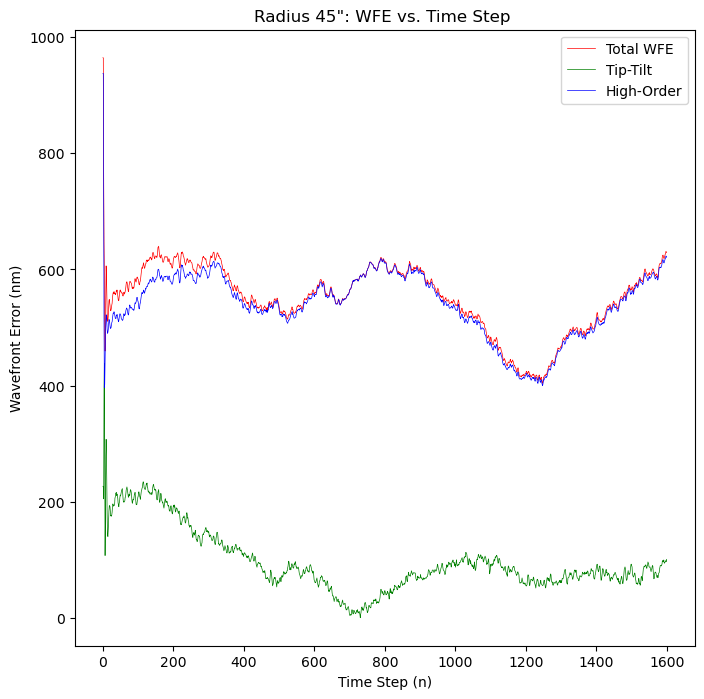 Radius 45": WFE vs. Time Step
Total WFE
Tip-Tilt
High-Order
1000
800
600
400
200
0
Wavefront Error (nm)
0 200 400 600 800 1000 1200 1400 1600
Time Step (n)